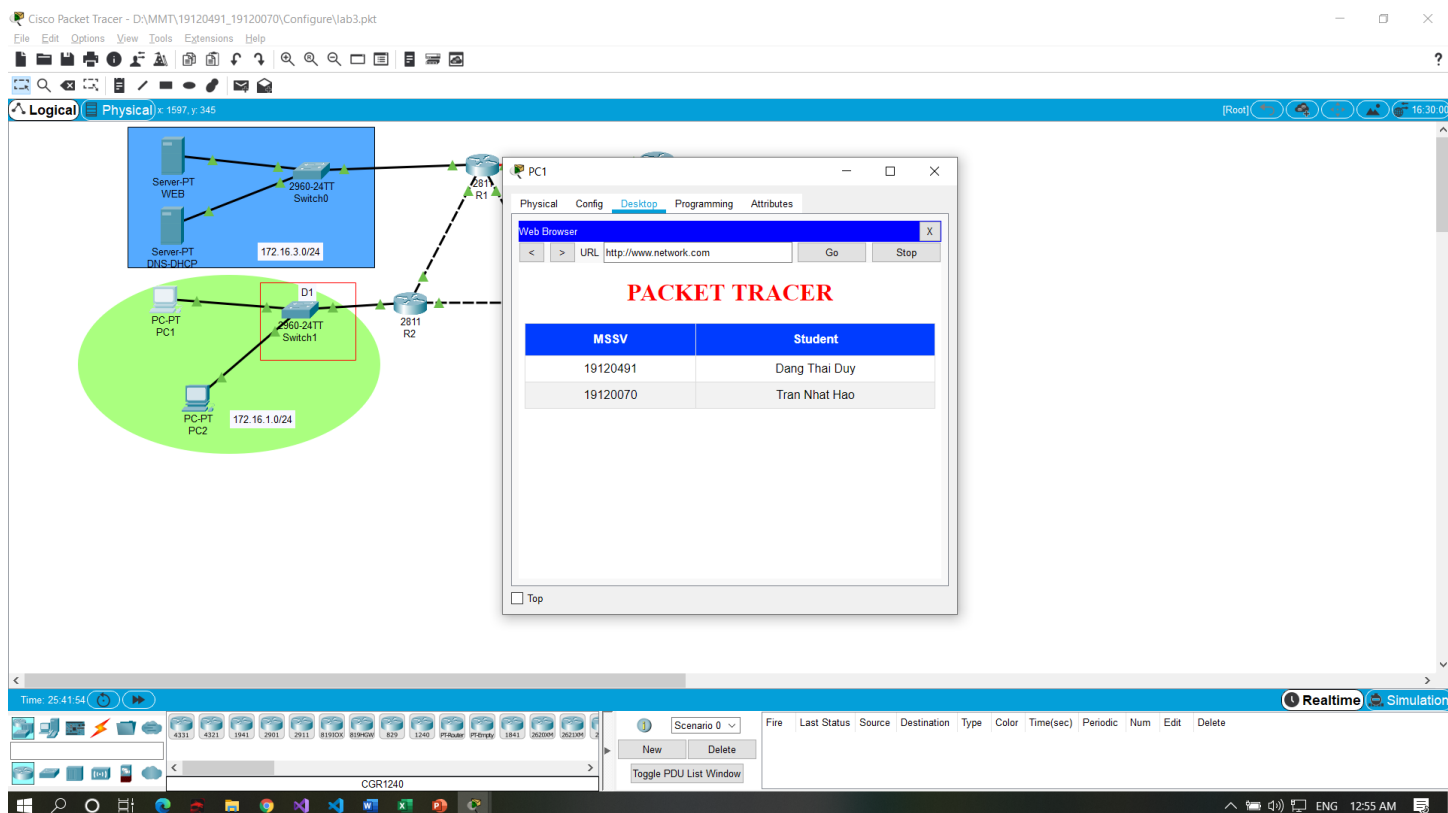 Cisco Packet Tracer - D:\MMT\19120491_19120070\Configure\lab3.pkt
File Edit Options View Tools Extensions Help
?
Logical Physical x: 1597, y: 345 [Root] 16:30:00
Server-PT
WEB
2960-24TT
Switch0
Server-PT
DNS-DHCP
172.16.3.0/24
R1
D1
PC-PT
PC1
2960-24TT
Switch1
2811
R2
PC-PT
PC2
172.16.1.0/24
PC1
Physical Config Desktop Programming Attributes
Web Browser X
< > URL http://www.network.com Go Stop
PACKET TRACER
MSSV Student
19120491 Dang Thai Duy
19120070 Tran Nhat Hao
Top
Time: 25:41:54 Realtime Simulation
4331 4321 1941 2901 2911 819IOX 819HGW 829 1240 PT-Router PT-Empty 1841 2620XM 2621XM
CGR1240
Scenario 0
New Delete
Toggle PDU List Window
Fire Last Status Source Destination Type Color Time(sec) Periodic Num Edit Delete
ENG 12:55 AM